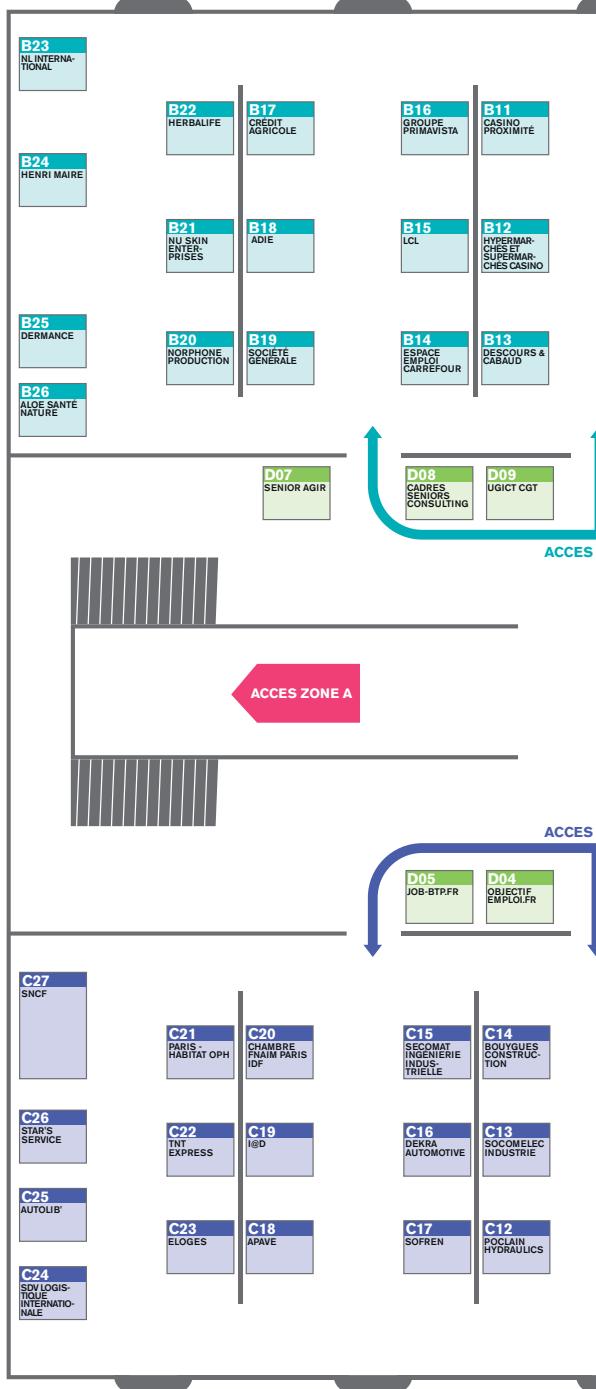 B23
NL INTERNA-
TIONAL
B22
HERBALIFE
B17
CRÉDIT
AGRICOLE
B16
GROUPE
PRIMAVISTA
B11
CASINO
PROXIMITÉ
B24
HENRI MAIRE
B21
NU SKIN
ENTER-
PRISES
B18
ADIE
B15
LCL
B12
HYPERMAR-
CHÉS ET
SUPERMAR-
CHÉS CASINO
B25
DERMANCE
B20
NORPHONE
PRODUCTION
B19
SOCIÉTÉ
GÉNÉRALE
B14
ESPACE
EMPLOI
CARREFOUR
B13
DESCOURS &
CABAUD
B26
ALOE SANTÉ
NATURE
D07
SENIOR AGIR
D08
CADRES
SENIORS
CONSULTING
D09
UGICT CGT
ACCES
ACCES ZONE A
ACCES
D05
JOB-BTP.FR
D04
OBJECTIF
EMPLOI.FR
C27
SNCF
C21
PARIS -
HABITAT OPH
C20
CHAMBRE
FNAIM PARIS
IDF
C15
SECOMAT
INGÉNIERIE
INDUS-
TRIELLE
C14
BOUYGUES
CONSTRUC-
TION
C26
STAR'S
SERVICE
C22
TNT
EXPRESS
C19
I@D
C16
DEKRA
AUTOMOTIVE
C13
SOCOMELEC
INDUSTRIE
C25
AUTOLIB'
C23
ELOGES
C18
APAVE
C17
SOFREN
C12
POCLAIN
HYDRAULICS
C24
SDV LOGIS-
TIQUE
INTERNATIO-
NALE